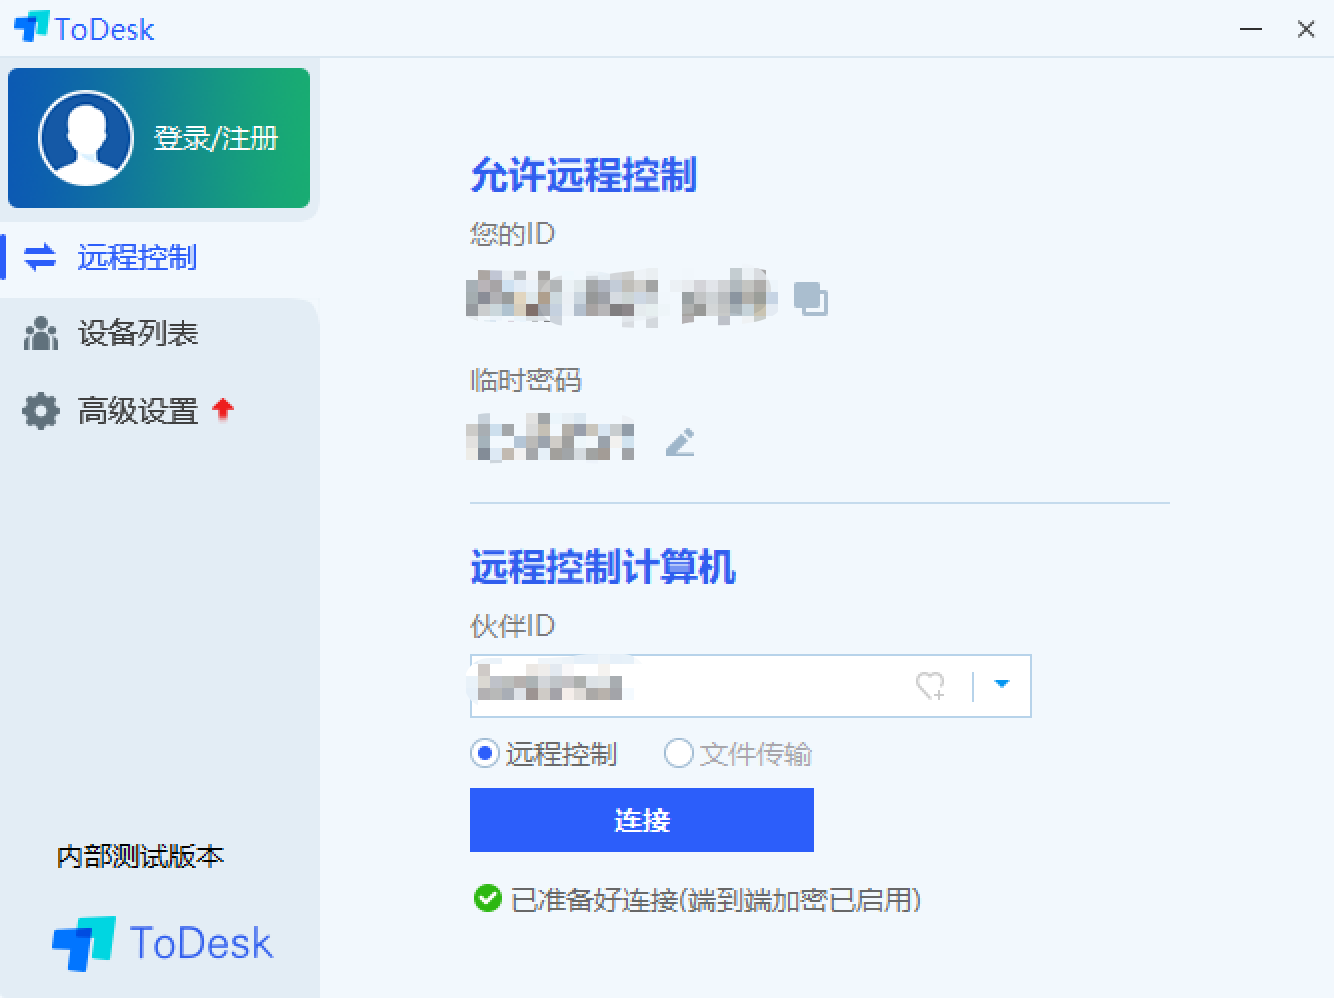 ToDesk
登录/注册
远程控制
设备列表
高级设置
内部测试版本
ToDesk
允许远程控制
您的ID
临时密码
远程控制计算机
伙伴ID
远程控制 文件传输
连接
已准备好连接(端到端加密已启用)